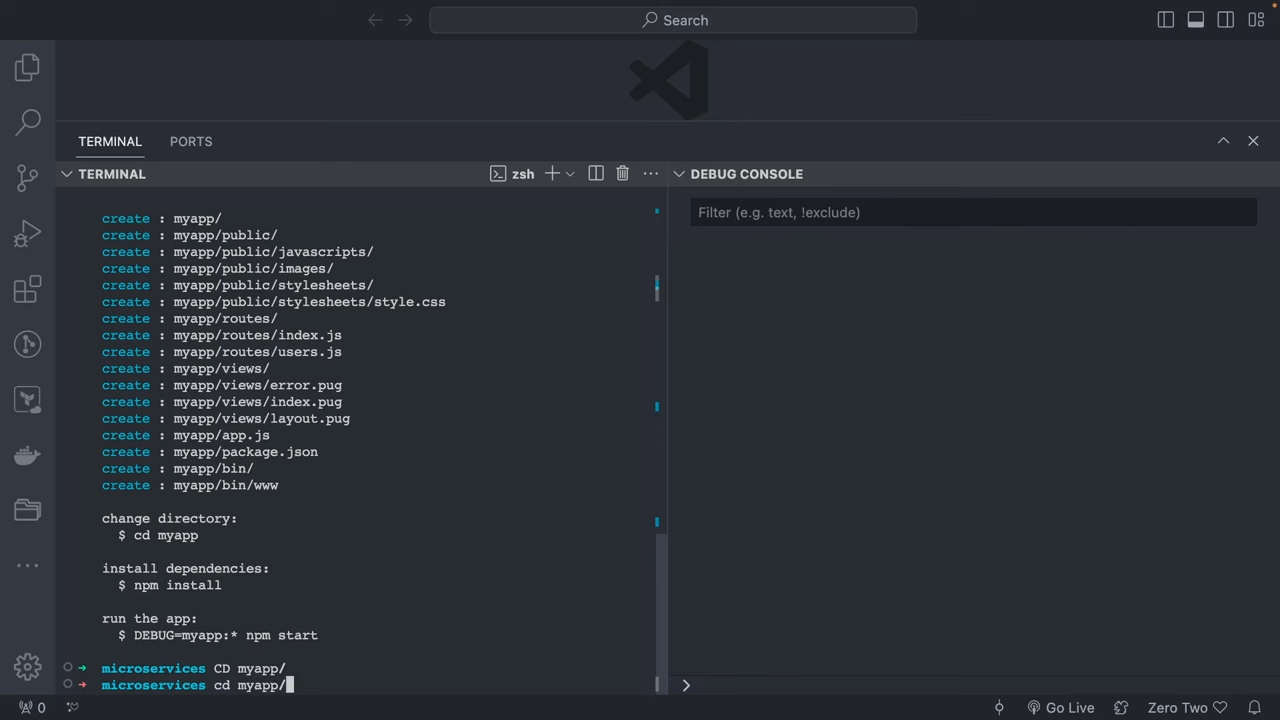 Search
TERMINAL
PORTS
TERMINAL
zsh
DEBUG CONSOLE
Filter (e.g. text, !exclude)
create : myapp/
create : myapp/public/
create : myapp/public/javascripts/
create : myapp/public/images/
create : myapp/public/stylesheets/
create : myapp/public/stylesheets/style.css
create : myapp/routes/
create : myapp/routes/index.js
create : myapp/routes/users.js
create : myapp/views/
create : myapp/views/error.pug
create : myapp/views/index.pug
create : myapp/views/layout.pug
create : myapp/app.js
create : myapp/package.json
create : myapp/bin/
create : myapp/bin/www
change directory:
$ cd myapp
install dependencies:
$ npm install
run the app:
$ DEBUG=myapp:* npm start
microservices CD myapp/
microservices cd myapp/
0
Go Live
Zero Two